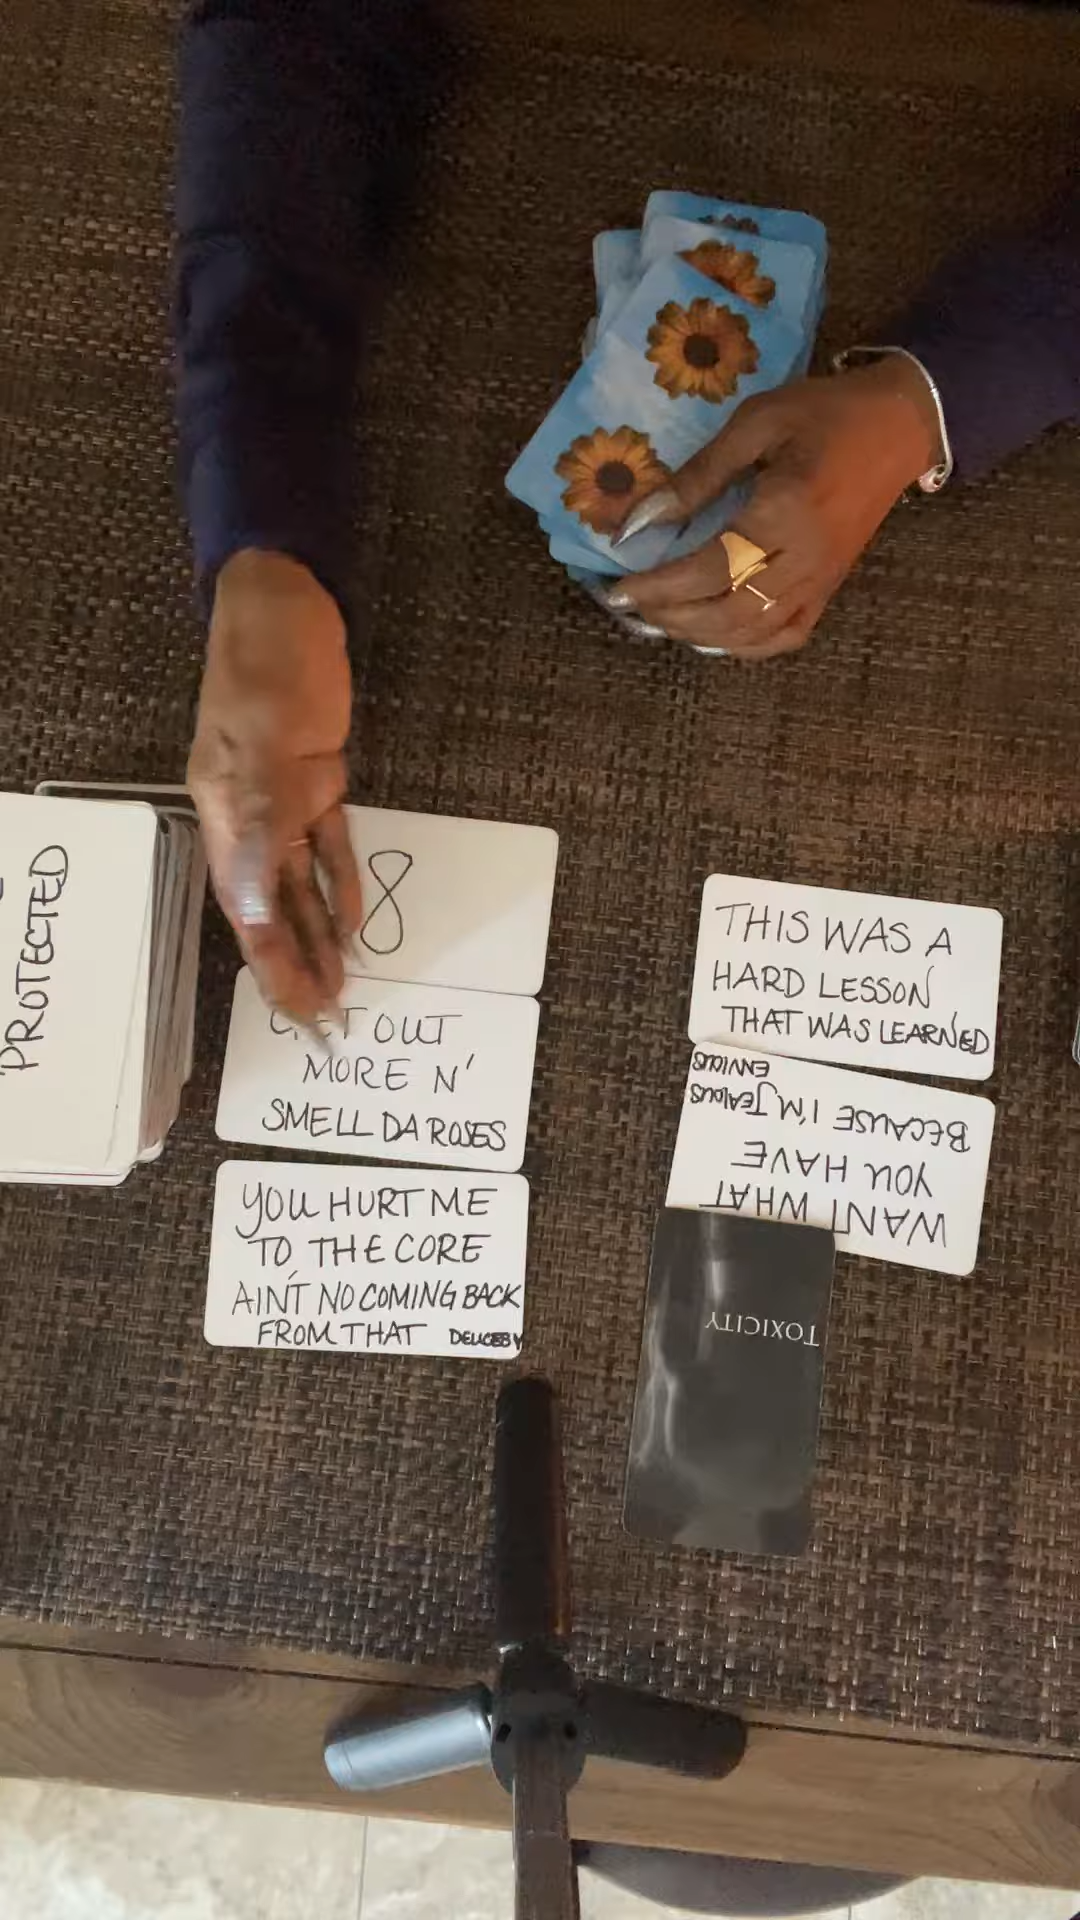 PROTECTED
8
GET OUT
MORE N'
SMELL DA ROSES
YOU HURT ME
TO THE CORE
AIN'T NO COMING BACK
FROM THAT
THIS WAS A
HARD LESSON
THAT WAS LEARNED
WANT WHAT
YOU HAVE
BECAUSE I'M JEALOUS
ENVIOUS
TOXICITY